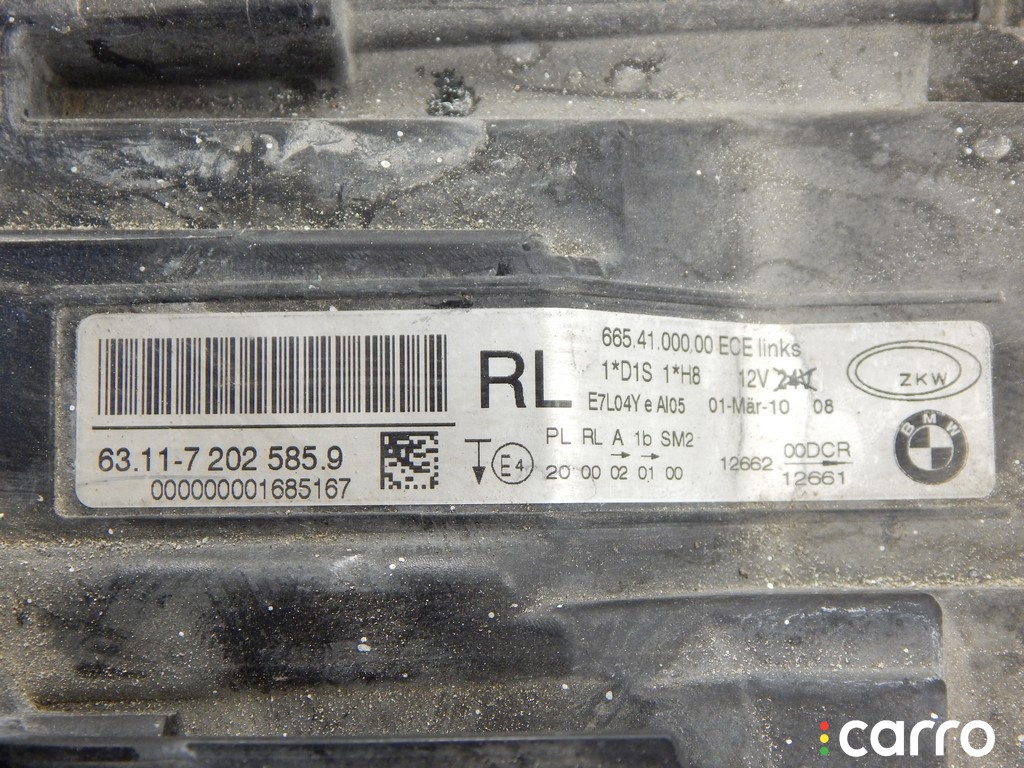 665.41.000.00 ECE links
1*D1S 1*H8 12V 24V
RL
E7L04Y e AI05 01-Mär-10 08
ZKW
BMW
63.11-7 202 585.9
000000001685167
E4
PL RL A 1b SM2
20 00 02 01 00
12662 00DCR
12661
carro